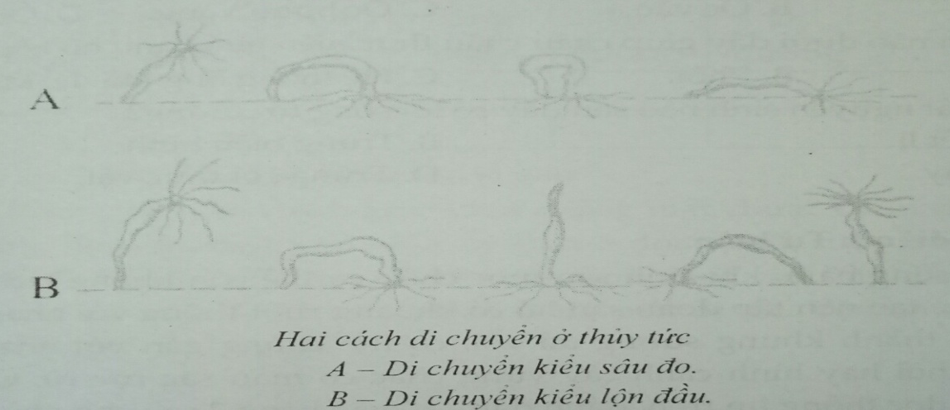 A
B
Hai cách di chuyển ở thủy tức
A – Di chuyển kiểu sâu đo.
B – Di chuyển kiểu lộn đầu.